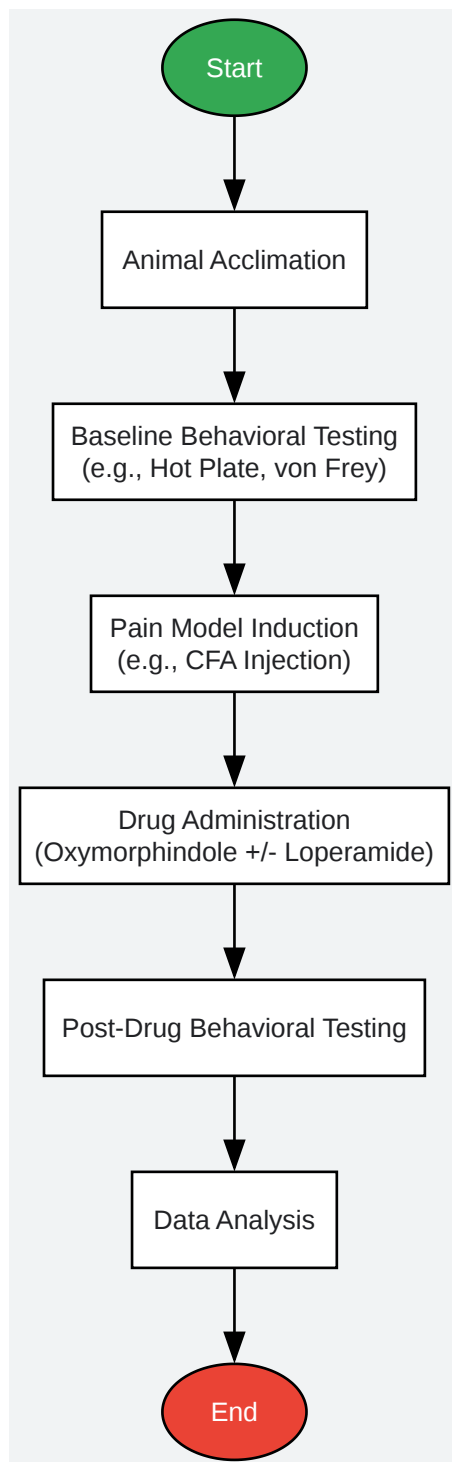 Start
Animal Acclimation
Baseline Behavioral Testing
(e.g., Hot Plate, von Frey)
Pain Model Induction
(e.g., CFA Injection)
Drug Administration
(Oxymorphindole +/- Loperamide)
Post-Drug Behavioral Testing
Data Analysis
End